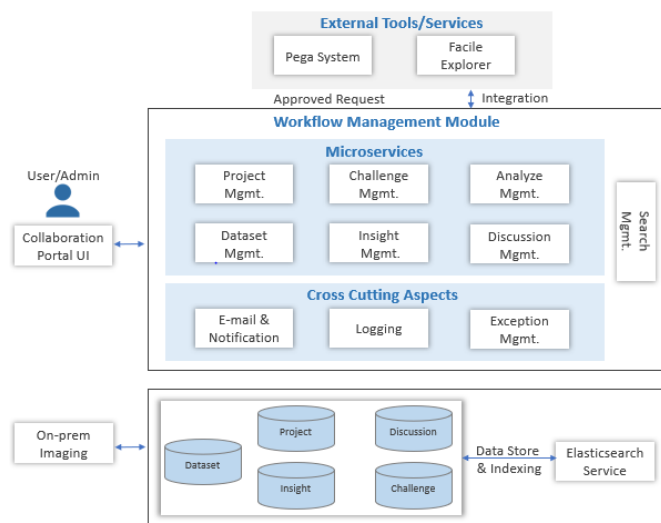 External Tools/Services
Pega System
Facile
Explorer
Approved Request
Integration
Workflow Management Module
Microservices
User/Admin
Project
Mgmt.
Challenge
Mgmt.
Analyze
Mgmt.
Collaboration
Portal UI
Dataset
Mgmt.
Insight
Mgmt.
Discussion
Mgmt.
Search
Mgmt.
Cross Cutting Aspects
E-mail &
Notification
Logging
Exception
Mgmt.
On-prem
Imaging
Dataset
Project
Discussion
Insight
Challenge
Data Store
& Indexing
Elasticsearch
Service